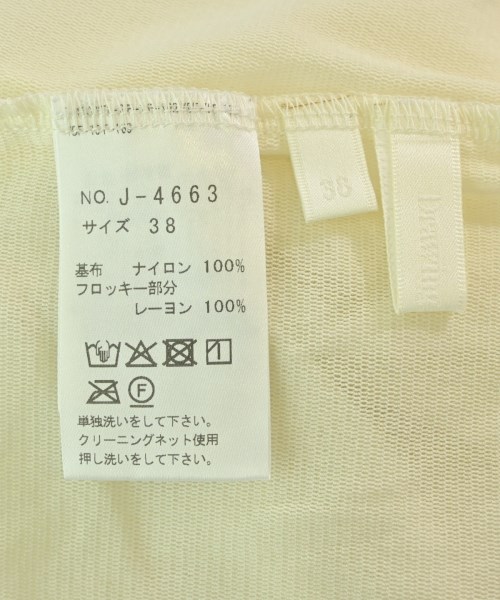 NO. J-4663
サイズ 38
基布 ナイロン 100%
フロッキー部分
レーヨン 100%
F
単独洗いをして下さい。
クリーニングネット使用
押し洗いをして下さい。
38